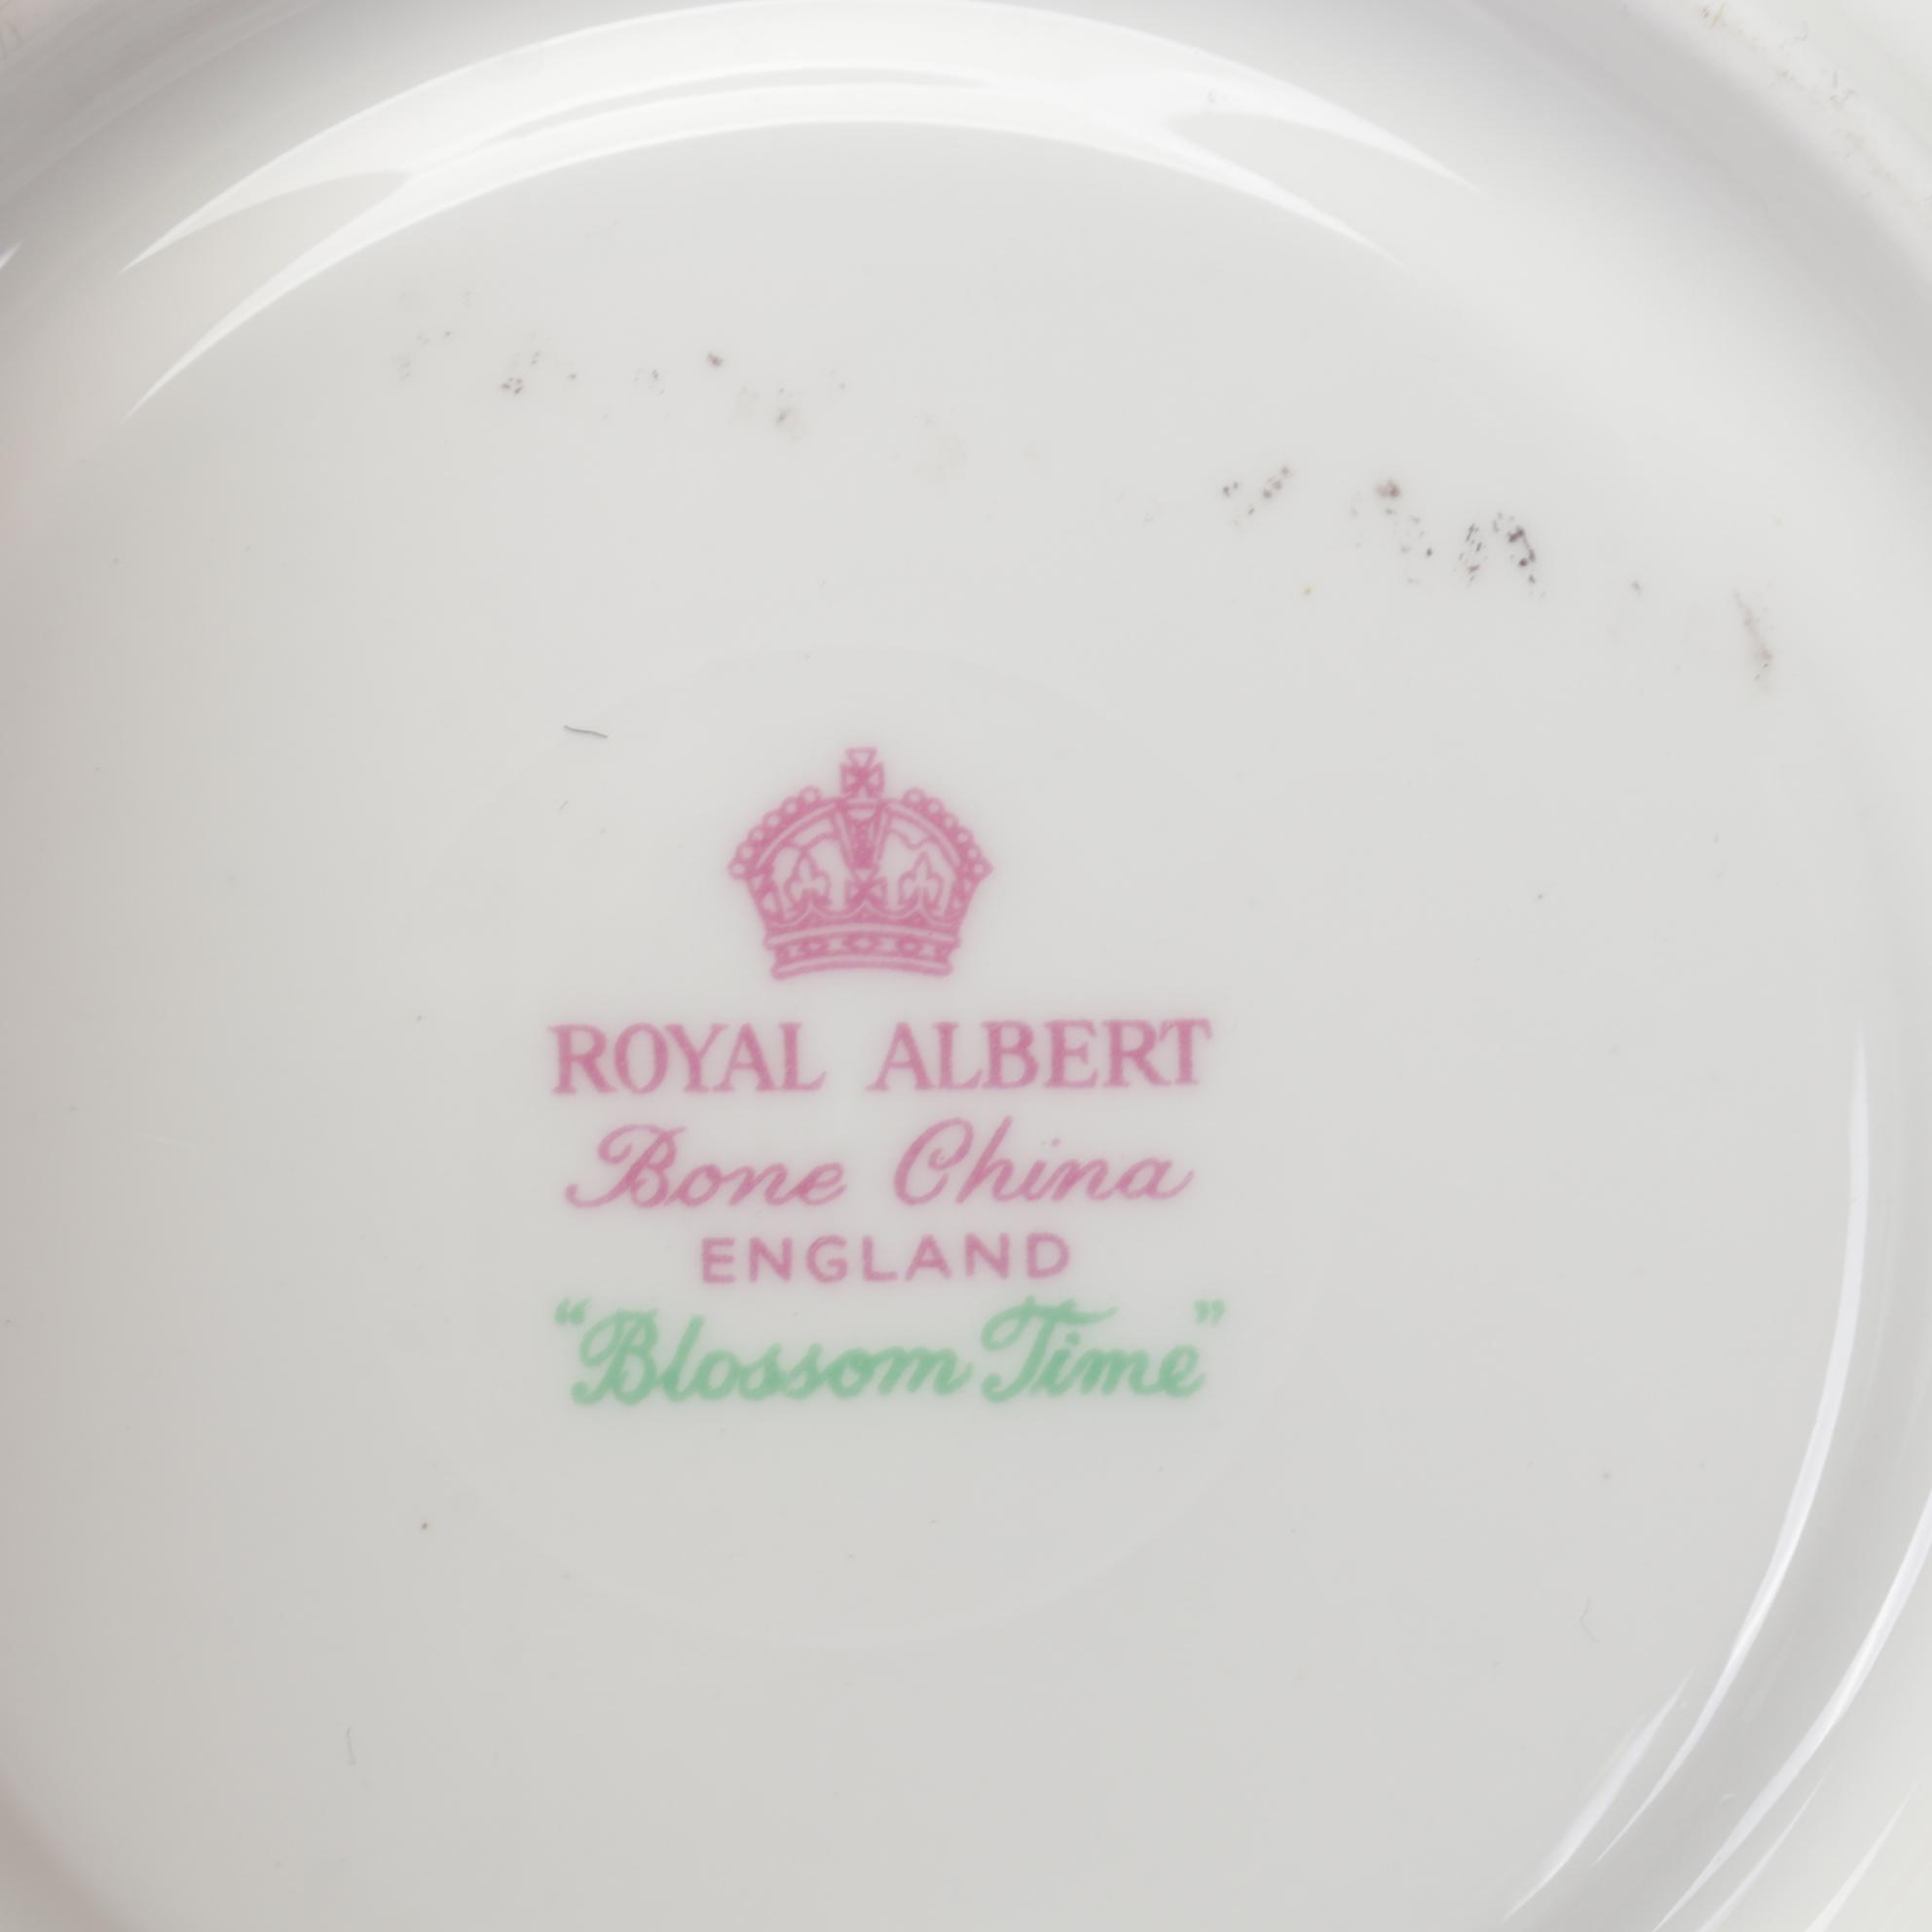 ROYAL ALBERT
Bone China
ENGLAND
"Blossom Time"